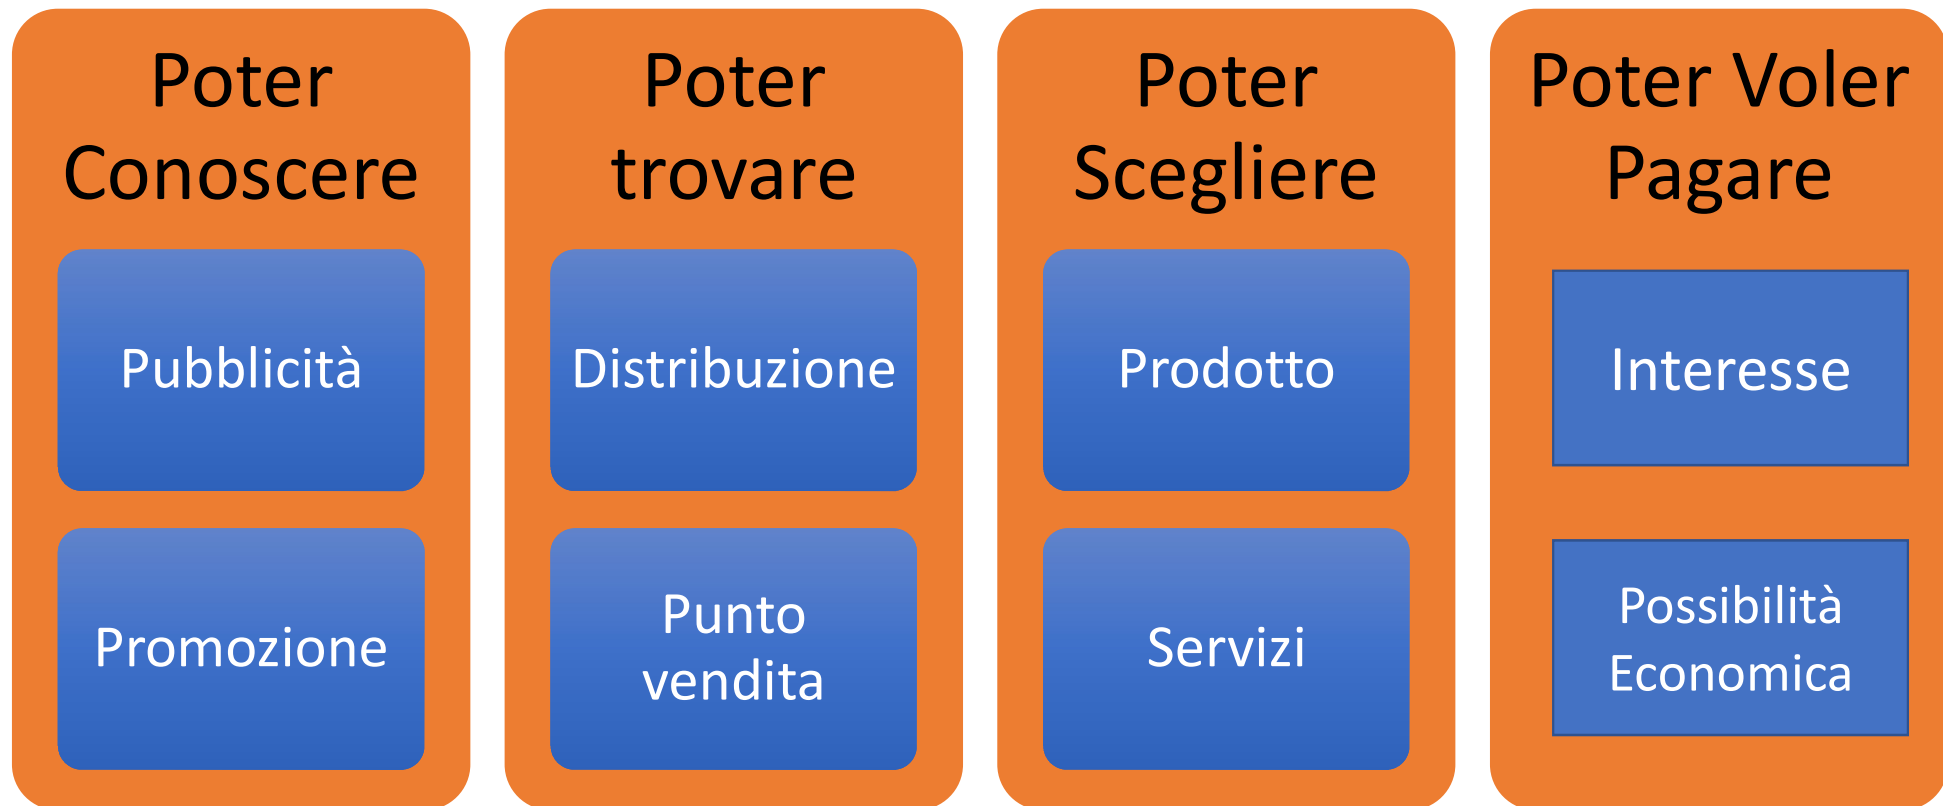 Poter
Conoscere
Pubblicità
Promozione
Poter
trovare
Distribuzione
Punto
vendita
Poter
Scegliere
Prodotto
Servizi
Poter Voler
Pagare
Interesse
Possibilità
Economica